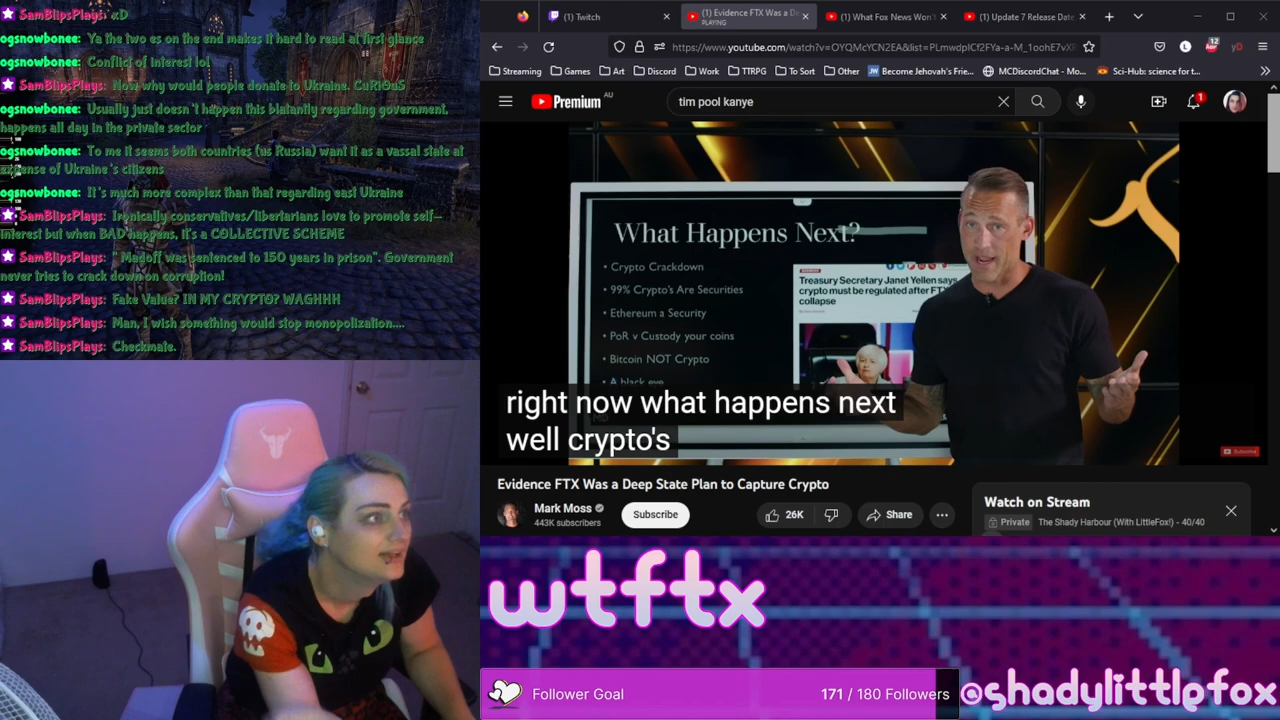 SamBlipsPlays: xD
ogsnowbonee: Ya the two es on the end makes it hard to read at first glance
ogsnowbonee: Conflict of interest lol
SamBlipsPlays: Now why would people donate to Ukraine. CuRiOuS
ogsnowbonee: Usually just doesn't happen this blatantly regarding government,
happens all day in the private sector
ogsnowbonee: To me it seems both countries (us Russia) want it as a vassal state at
expense of Ukraine's citizens
ogsnowbonee: It's much more complex than that regarding east Ukraine
SamBlipsPlays: Ironically conservatives/libertarians love to promote self-
interest but when BAD happens, it's a COLLECTIVE SCHEME
SamBlipsPlays: " Madoff was sentenced to 150 years in prison". Government
never tries to crack down on corruption!
SamBlipsPlays: Fake Value? IN MY CRYPTO? WAGHHH
SamBlipsPlays: Man, I wish something would stop monopolization....
SamBlipsPlays: Checkmate.
(1) Twitch
(1) Evidence FTX Was a De
PLAYING
(1) What Fox News Won'
(1) Update 7 Release Date
https://www.youtube.com/watch?v=OYQMcYCN2EA&list=PLmwdpICf2FYa-a-M_1oohE7vXF
12
Streaming
Games
Art
Discord
Work
TTRPG
To Sort
Other
Become Jehovah's Frie...
MCDiscordChat - Mo...
Sci-Hub: science for t...
Premium AU
tim pool kanye
1
What Happens Next?
• Crypto Crackdown
• 99% Crypto's Are Securities
• Ethereum a Security
• PoR v Custody your coins
• Bitcoin NOT Crypto
• A black eye
Treasury Secretary Janet Yellen says
crypto must be regulated after FTX
collapse
right now what happens next
well crypto's
Subscribe
Evidence FTX Was a Deep State Plan to Capture Crypto
Mark Moss
443K subscribers
Subscribe
26K
Share
Watch on Stream
Private
The Shady Harbour (With LittleFox!) - 40/40
wtftx
Follower Goal
171 / 180 Followers
@shadylittlefox